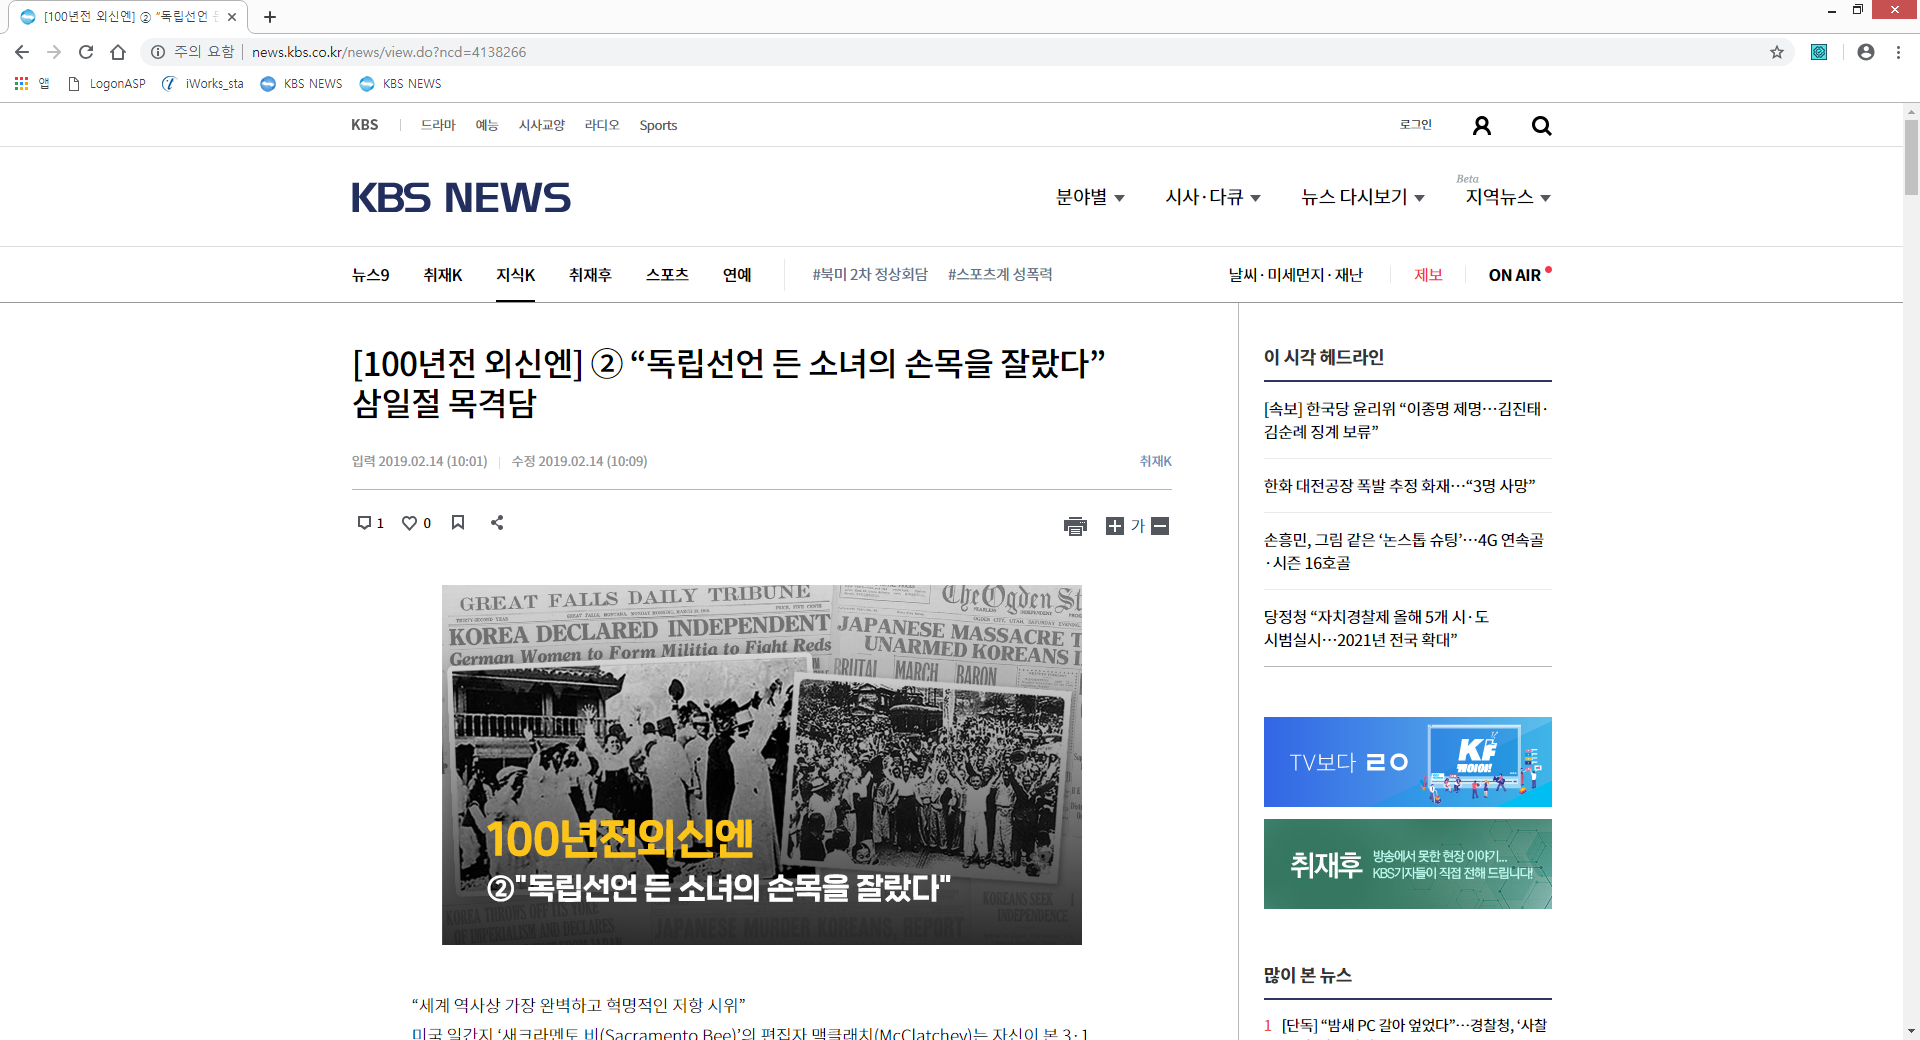 [100년전 외신엔] ② “독립선언 든
주의 요함 news.kbs.co.kr/news/view.do?ncd=4138266
앱 LogonASP iWorks_sta KBS NEWS KBS NEWS
KBS 드라마 예능 시사교양 라디오 Sports 로그인
KBS NEWS
Beta
분야별 시사·다큐 뉴스 다시보기 지역뉴스
뉴스9 취재K 지식K 취재후 스포츠 연예 #북미 2차 정상회담 #스포츠계 성폭력 날씨·미세먼지·재난 제보 ON AIR
[100년전 외신엔] ② “독립선언 든 소녀의 손목을 잘랐다”
삼일절 목격담
입력 2019.02.14 (10:01) 수정 2019.02.14 (10:09) 취재K
1 0 가
GREAT FALLS DAILY TRIBUNE
KOREA DECLARED INDEPENDENT
German Women to Form Militia to Fight Reds
The Ogden St
JAPANESE MASSACRE T
UNARMED KOREANS I
BRUTAL MARCH BARON
100년전외신엔
②"독립선언 든 소녀의 손목을 잘랐다"
KOREA THROWS OFF ITS YOKE
OF IMPERIALISM AND DECLARES
JAPANESE MURDER KOREANS, REPORT
KOREANS SEEK
INDEPENDENCE
“세계 역사상 가장 완벽하고 혁명적인 저항 시위”
미국 일간지 ‘새크라멘토 비(Sacramento Bee)’의 편집자 맥클래치(McClatchey)는 자신이 본 3·1
이 시각 헤드라인
[속보] 한국당 윤리위 “이종명 제명…김진태·
김순례 징계 보류”
한화 대전공장 폭발 추정 화재…“3명 사망”
손흥민, 그림 같은 ‘논스톱 슈팅’…4G 연속골
·시즌 16호골
당정청 “자치경찰제 올해 5개 시·도
시범실시…2021년 전국 확대”
TV보다 ㄹㅇ KF 케이야!
취재후 방송에서 못한 현장 이야기...
KBS기자들이 직접 전해 드립니다!
많이 본 뉴스
1 [단독] “밤새 PC 갈아 엎었다”…경찰청, ‘사찰